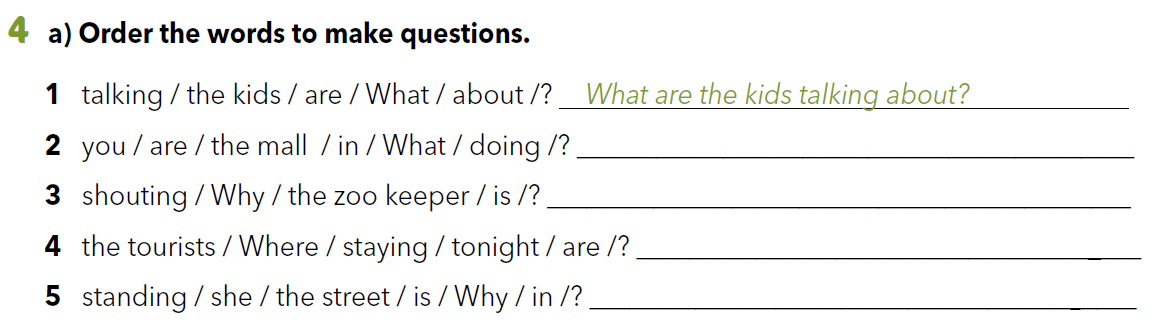 4 a) Order the words to make questions.
1 talking / the kids / are / What / about /? What are the kids talking about?
2 you / are / the mall / in / What / doing /?
3 shouting / Why / the zoo keeper / is /?
4 the tourists / Where / staying / tonight / are /?
5 standing / she / the street / is / Why / in /?